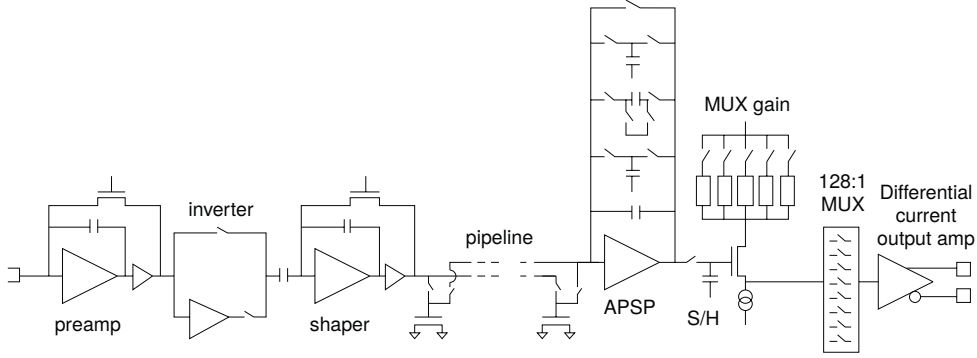 preamp
inverter
shaper
pipeline
APSP
S/H
MUX gain
128:1
MUX
Differential
current
output amp